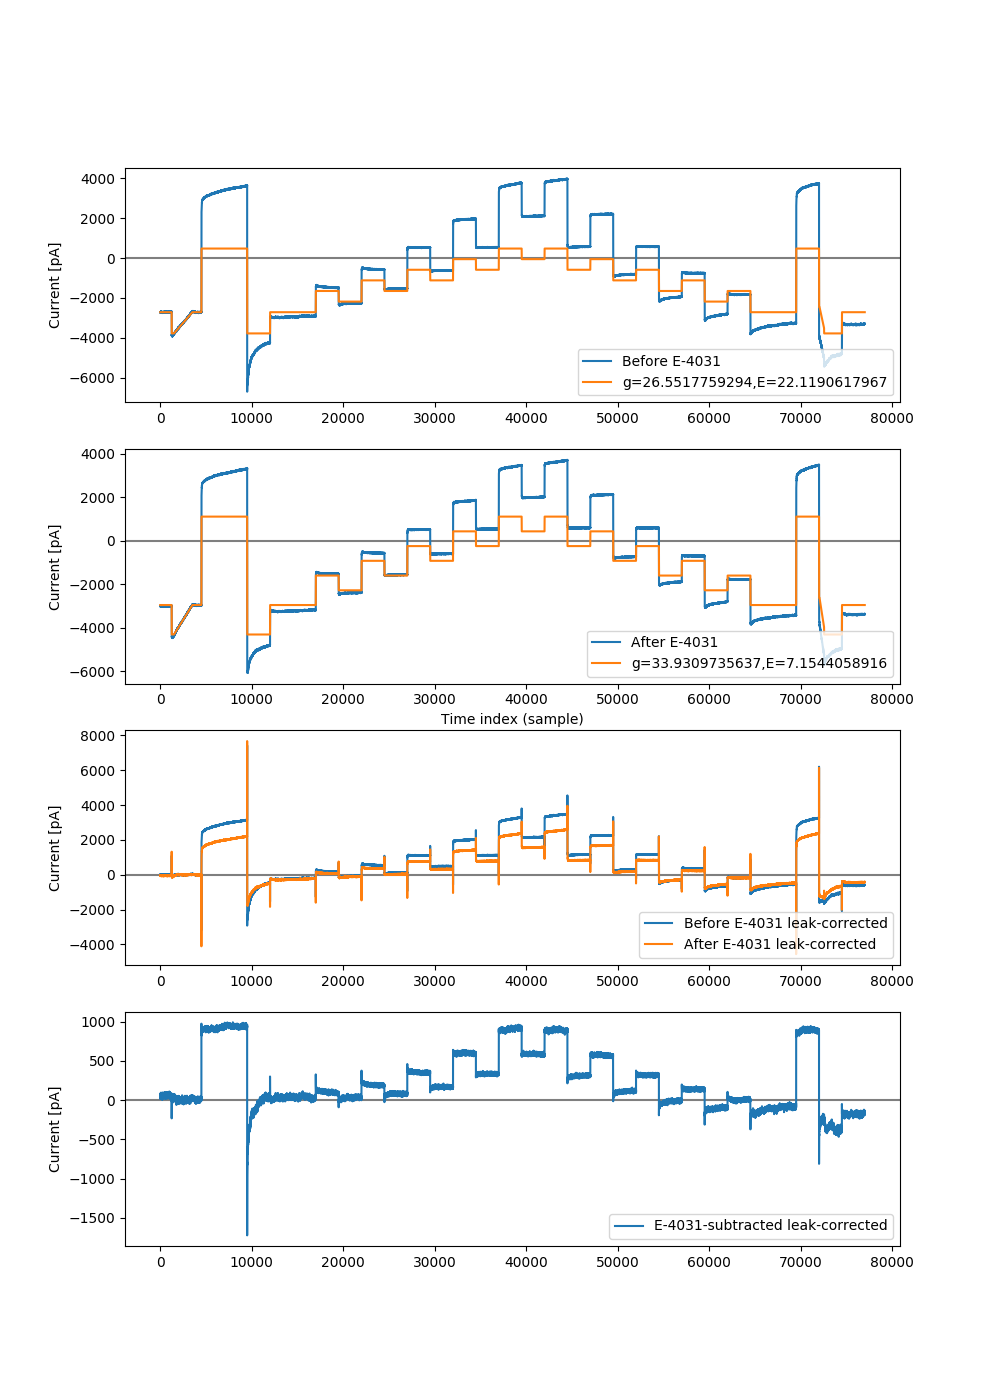 4000
2000
0
−2000
−4000
−6000
Current [pA]
Before E-4031
g=26.5517759294,E=22.1190617967
0 10000 20000 30000 40000 50000 60000 70000 80000
4000
2000
0
−2000
−4000
−6000
Current [pA]
After E-4031
g=33.9309735637,E=7.1544058916
0 10000 20000 30000 40000 50000 60000 70000 80000
Time index (sample)
8000
6000
4000
2000
0
−2000
−4000
Current [pA]
Before E-4031 leak-corrected
After E-4031 leak-corrected
0 10000 20000 30000 40000 50000 60000 70000 80000
1000
500
0
−500
−1000
−1500
Current [pA]
E-4031-subtracted leak-corrected
0 10000 20000 30000 40000 50000 60000 70000 80000